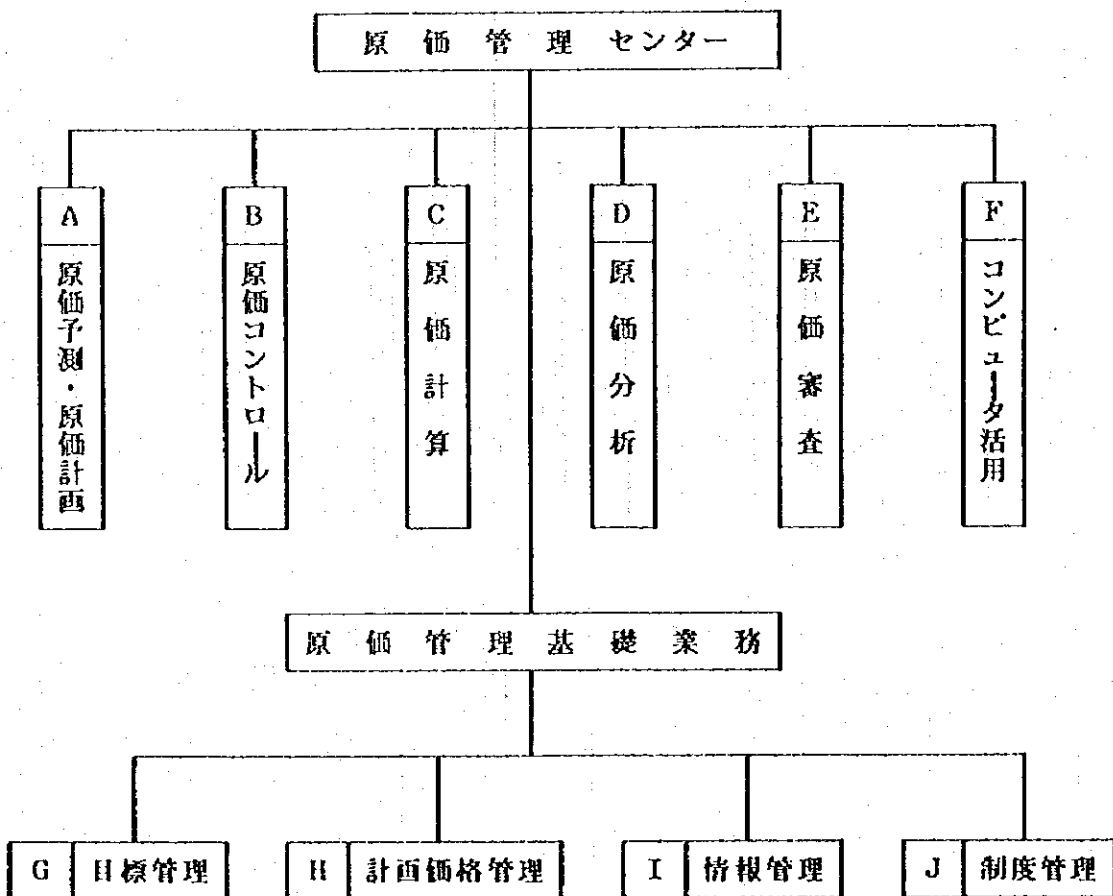 原価管理センター
A
原価予測・原価計画
B
原価コントロール
C
原価計算
D
原価分析
E
原価審査
F
コンピュータ活用
原価管理基礎業務
G 目標管理
H 計画価格管理
I 情報管理
J 制度管理